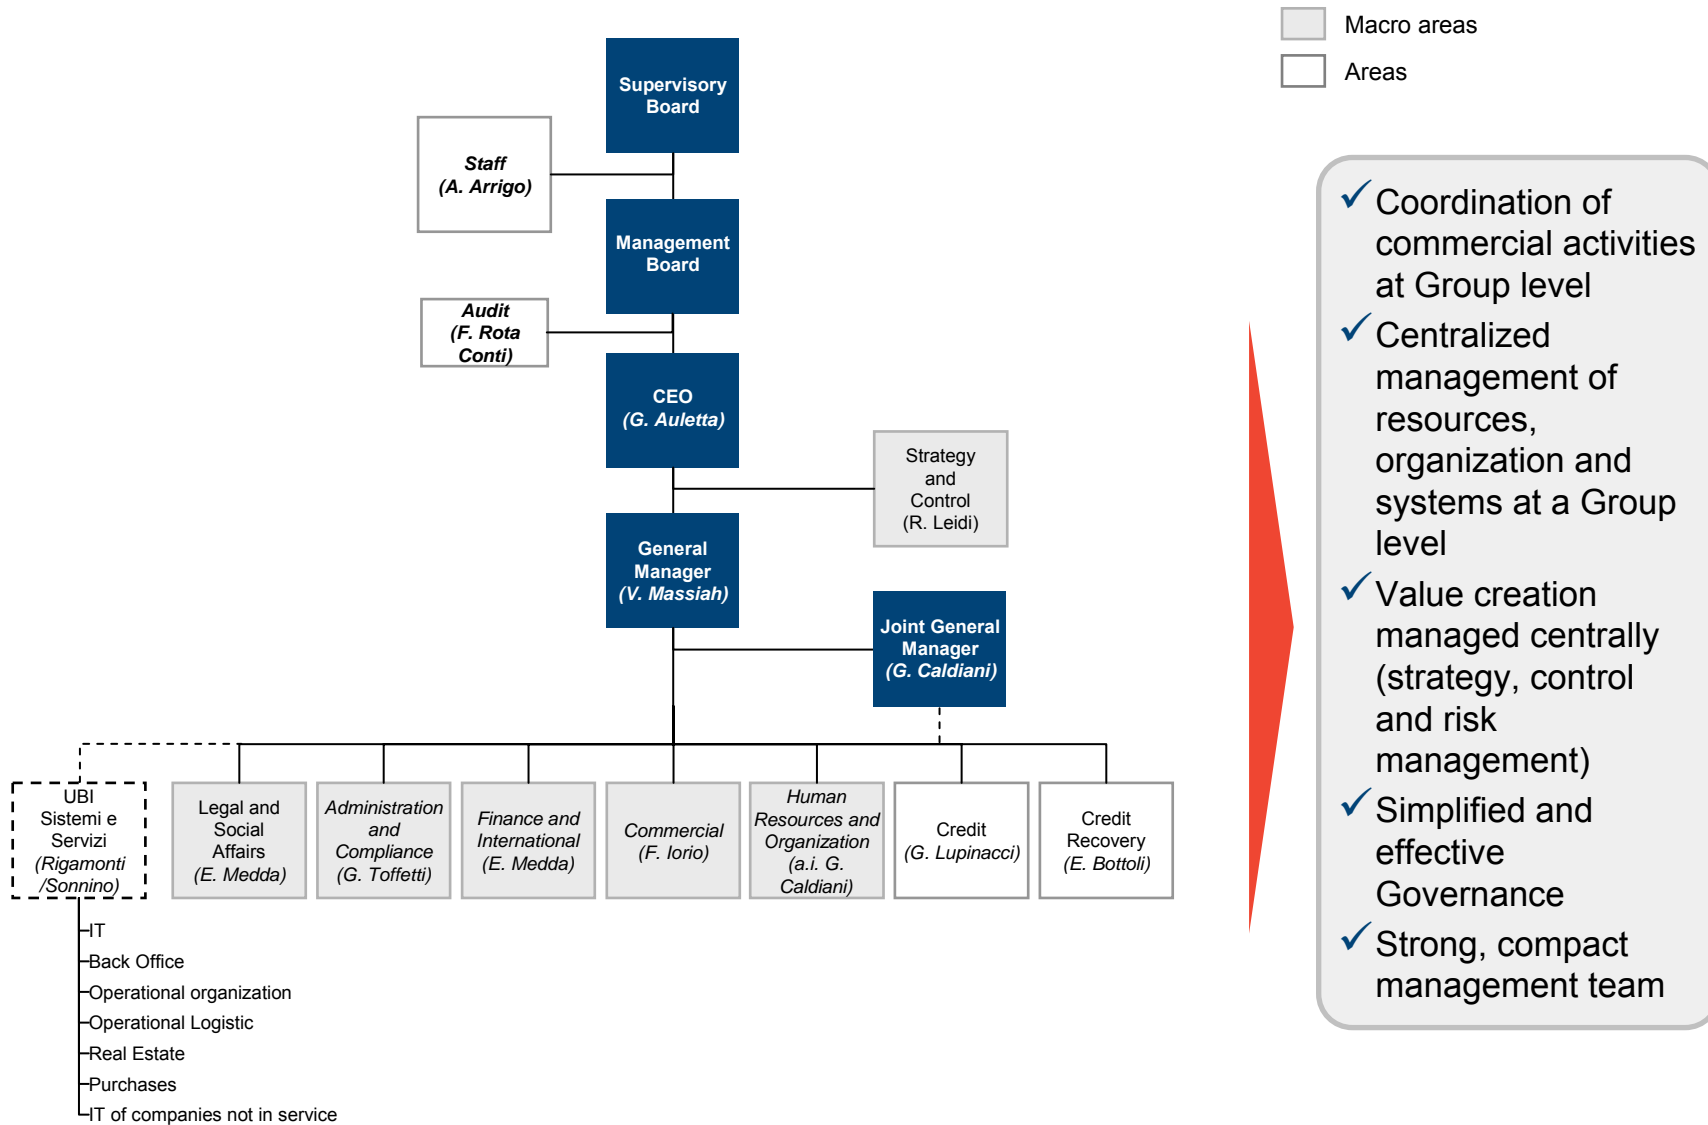 Macro areas
Areas
Supervisory
Board
Staff
(A. Arrigo)
Management
Board
Audit
(F. Rota
Conti)
CEO
(G. Auletta)
Strategy
and
Control
(R. Leidi)
General
Manager
(V. Massiah)
Joint General
Manager
(G. Caldiani)
UBI
Sistemi e
Servizi
(Rigamonti
/Sonnino)
Legal and
Social
Affairs
(E. Medda)
Administration
and
Compliance
(G. Toffetti)
Finance and
International
(E. Medda)
Commercial
(F. Iorio)
Human
Resources and
Organization
(a.i. G.
Caldiani)
Credit
(G. Lupinacci)
Credit
Recovery
(E. Bottoli)
IT
Back Office
Operational organization
Operational Logistic
Real Estate
Purchases
IT of companies not in service
✓ Coordination of
commercial activities
at Group level
✓ Centralized
management of
resources,
organization and
systems at a Group
level
✓ Value creation
managed centrally
(strategy, control
and risk
management)
✓ Simplified and
effective
Governance
✓ Strong, compact
management team